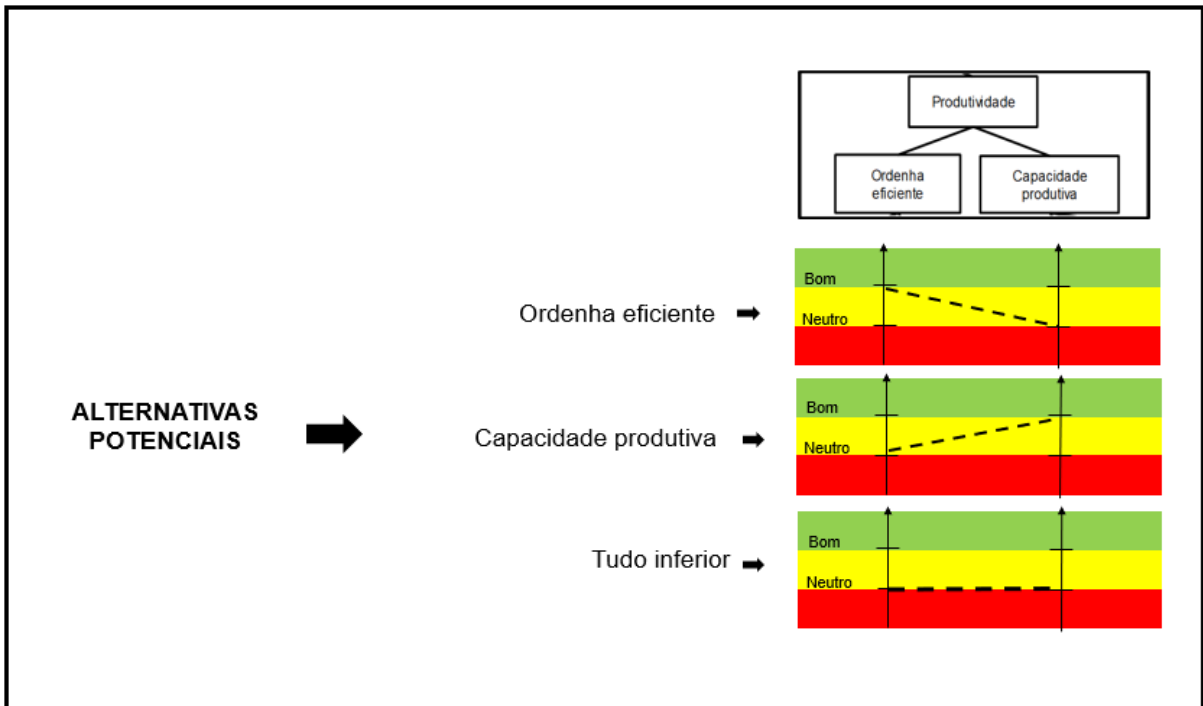 Produtividade
Ordenha
eficiente
Capacidade
produtiva
ALTERNATIVAS
POTENCIAIS
Ordenha eficiente
Bom
Neutro
Capacidade produtiva
Bom
Neutro
Tudo inferior
Bom
Neutro